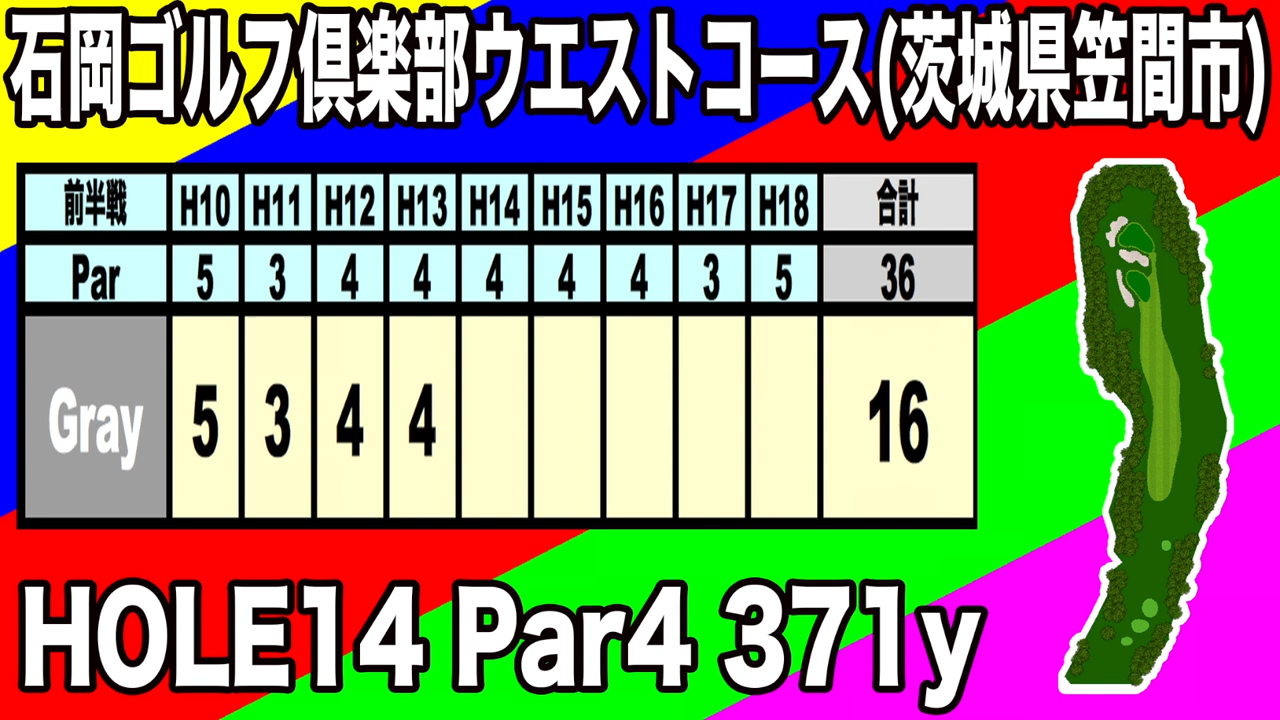 石岡ゴルフ倶楽部ウエストコース(茨城県笠間市)
前半戦 H10 H11 H12 H13 H14 H15 H16 H17 H18 合計
Par 5 3 4 4 4 4 4 3 5 36
Gray 5 3 4 4 16
HOLE14 Par4 371y